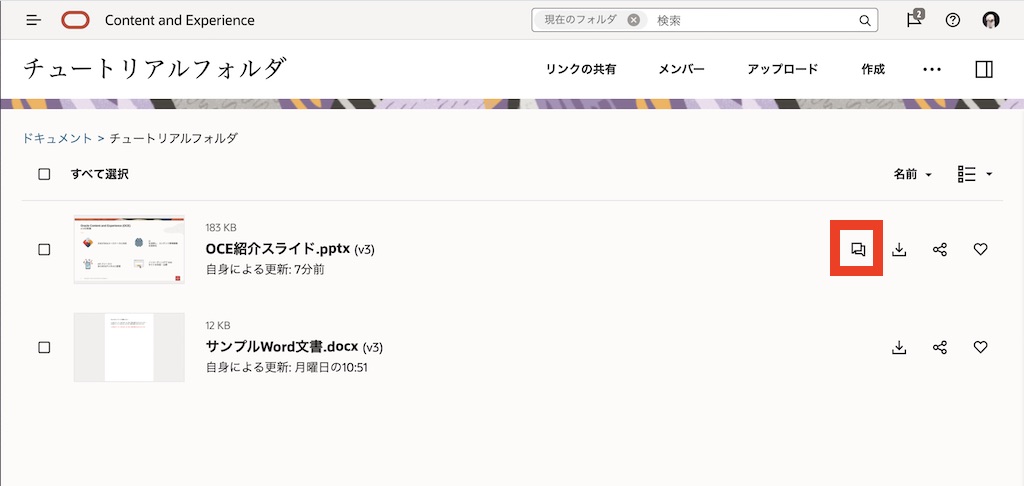 Content and Experience
現在のフォルダ 検索
2
チュートリアルフォルダ
リンクの共有 メンバー アップロード 作成
ドキュメント > チュートリアルフォルダ
すべて選択
名前
183 KB
OCE紹介スライド.pptx (v3)
自身による更新: 7分前
12 KB
サンプルWord文書.docx (v3)
自身による更新: 月曜日の10:51